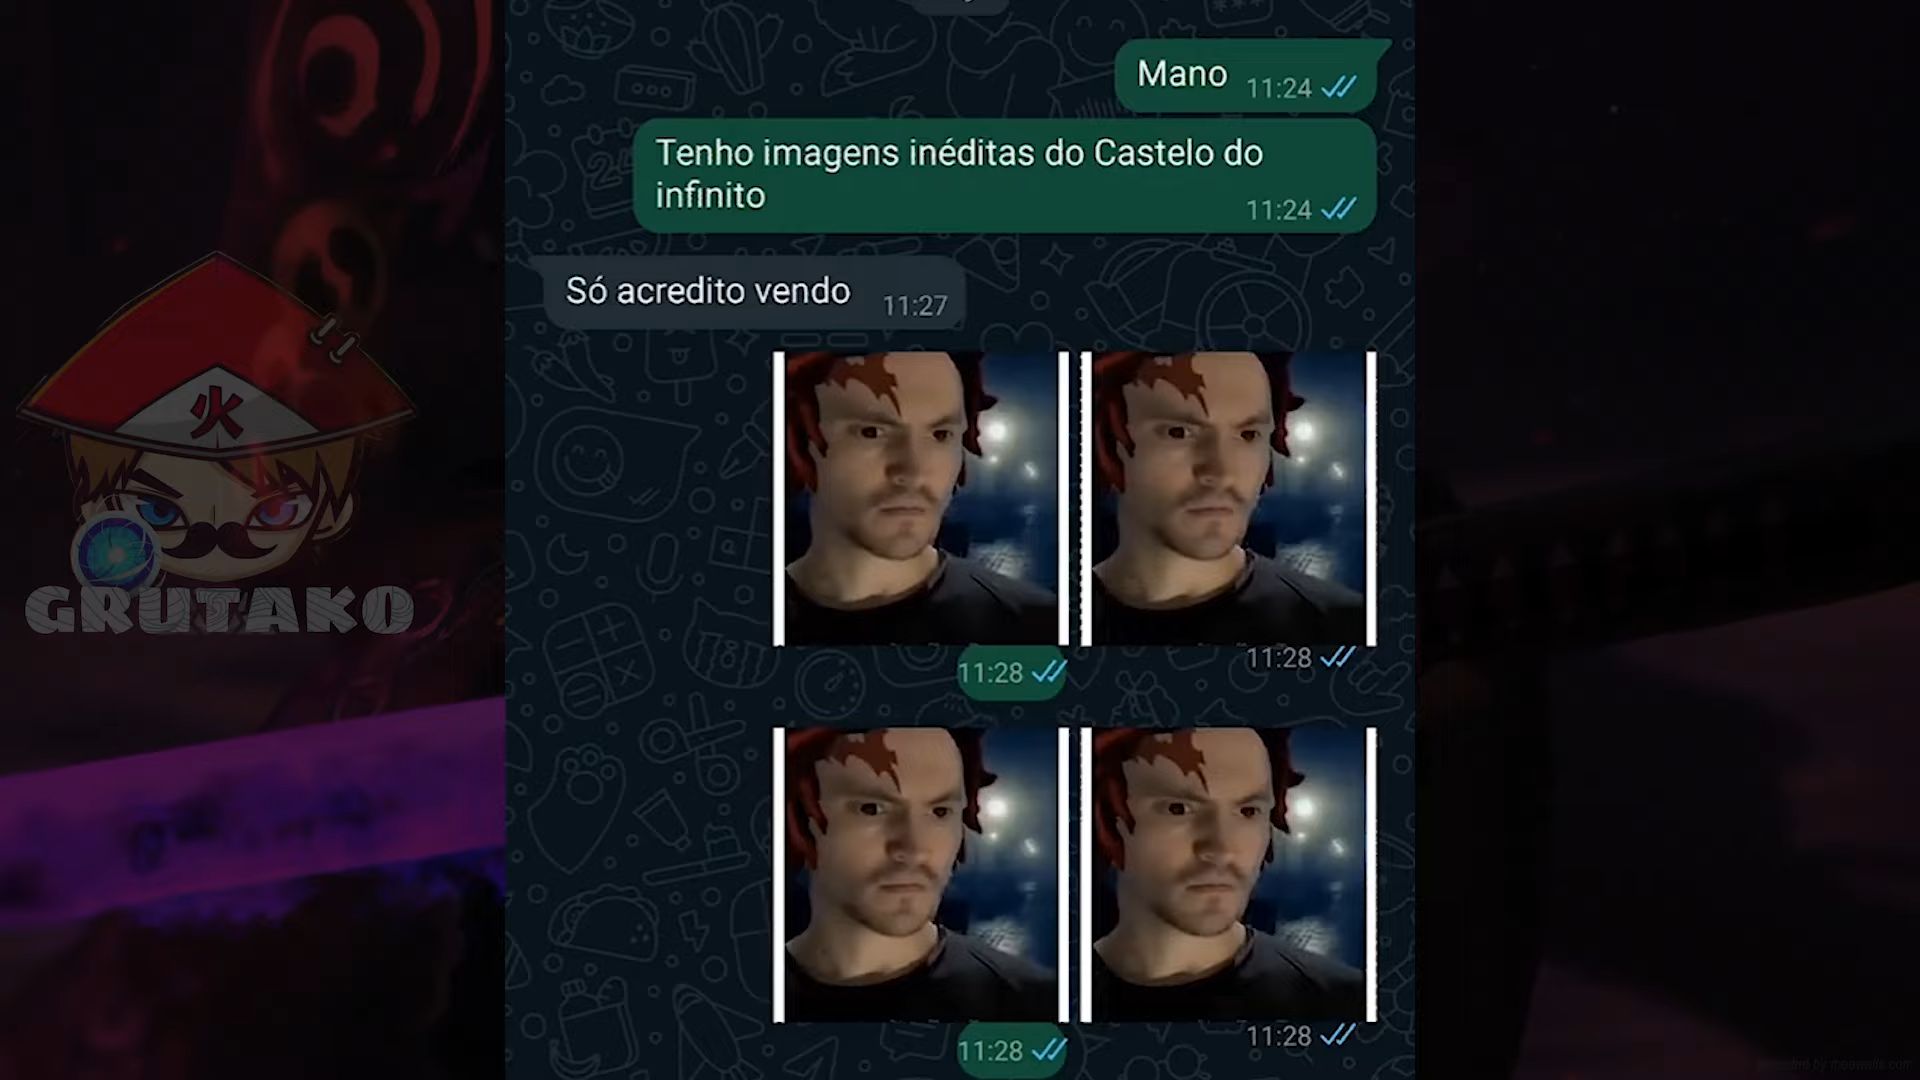 Mano 11:24
Tenho imagens inéditas do Castelo do
infinito 11:24
Só acredito vendo 11:27
火
GRUTAKO
11:28
11:28
11:28
11:28